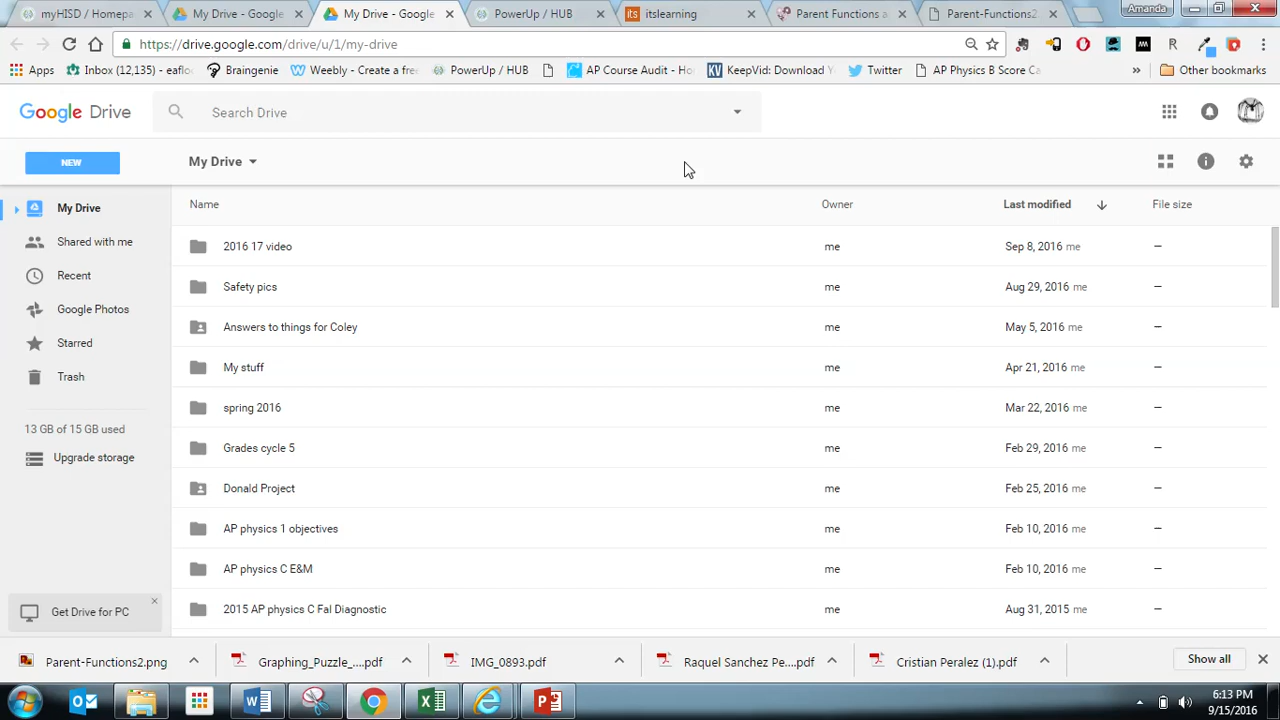 myHISD / Homepa
My Drive - Google
My Drive - Google
PowerUp / HUB
itslearning
Parent Functions a
Parent-Functions2
Amanda
https://drive.google.com/drive/u/1/my-drive
Apps
Inbox (12,135) - eaflo
Braingenie
Weebly - Create a free
PowerUp / HUB
AP Course Audit - Ho
KV KeepVid: Download Y
Twitter
AP Physics B Score Ca
»
Other bookmarks
Google Drive
Search Drive
NEW
My Drive
Name
Owner
Last modified
File size
My Drive
Shared with me
Recent
Google Photos
Starred
Trash
13 GB of 15 GB used
Upgrade storage
Get Drive for PC
2016 17 video me Sep 8, 2016 me –
Safety pics me Aug 29, 2016 me –
Answers to things for Coley me May 5, 2016 me –
My stuff me Apr 21, 2016 me –
spring 2016 me Mar 22, 2016 me –
Grades cycle 5 me Feb 29, 2016 me –
Donald Project me Feb 25, 2016 me –
AP physics 1 objectives me Feb 10, 2016 me –
AP physics C E&M me Feb 10, 2016 me –
2015 AP physics C Fal Diagnostic me Aug 31, 2015 me –
Parent-Functions2.png
Graphing_Puzzle_....pdf
IMG_0893.pdf
Raquel Sanchez Pe....pdf
Cristian Peralez (1).pdf
Show all
6:13 PM
9/15/2016